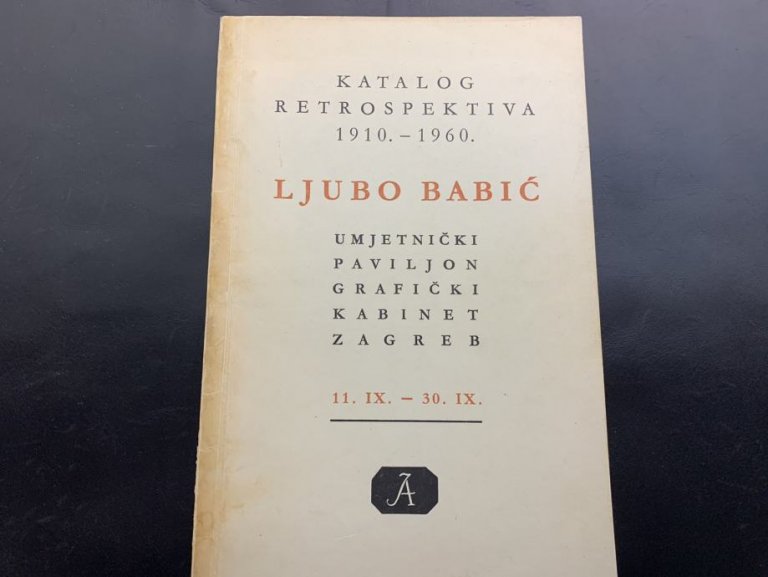 KATALOG
RETROSPEKTIVA
1910. – 1960.
LJUBO BABIĆ
UMJETNIČKI
PAVILJON
GRAFIČKI
KABINET
ZAGREB
11. IX. – 30. IX.